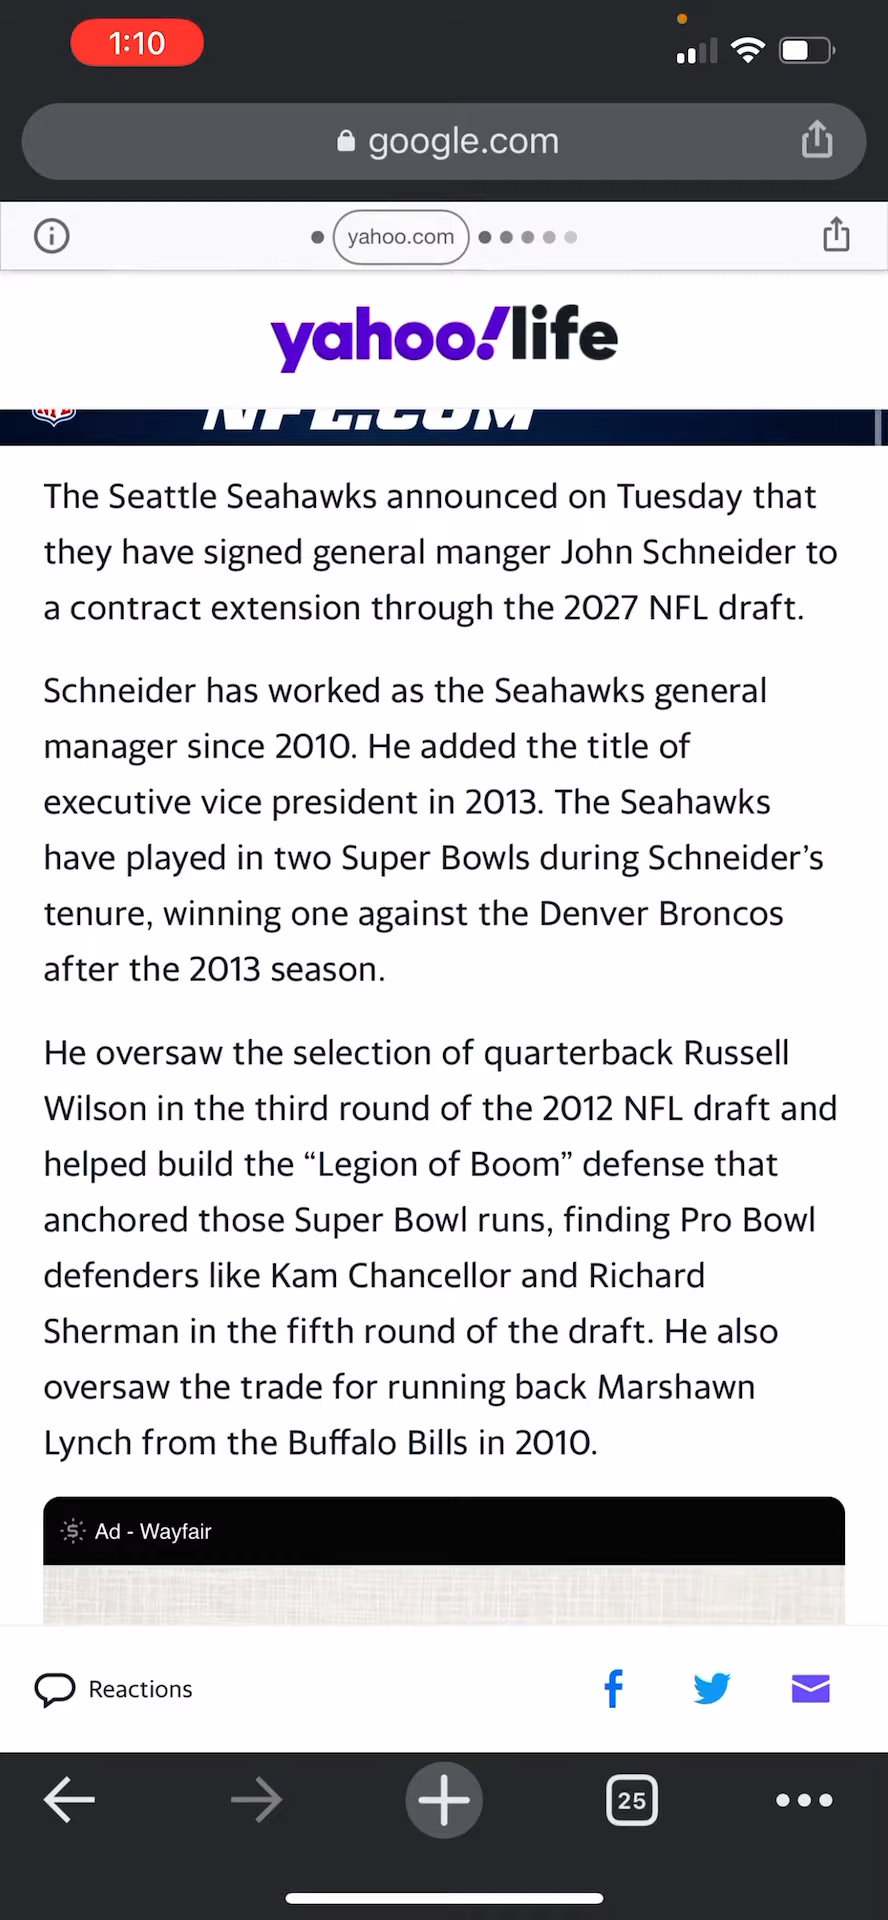 1:10
google.com
yahoo.com
yahoo!life
NFL NFL.COM
The Seattle Seahawks announced on Tuesday that
they have signed general manger John Schneider to
a contract extension through the 2027 NFL draft.
Schneider has worked as the Seahawks general
manager since 2010. He added the title of
executive vice president in 2013. The Seahawks
have played in two Super Bowls during Schneider’s
tenure, winning one against the Denver Broncos
after the 2013 season.
He oversaw the selection of quarterback Russell
Wilson in the third round of the 2012 NFL draft and
helped build the “Legion of Boom” defense that
anchored those Super Bowl runs, finding Pro Bowl
defenders like Kam Chancellor and Richard
Sherman in the fifth round of the draft. He also
oversaw the trade for running back Marshawn
Lynch from the Buffalo Bills in 2010.
Ad - Wayfair
Reactions
25